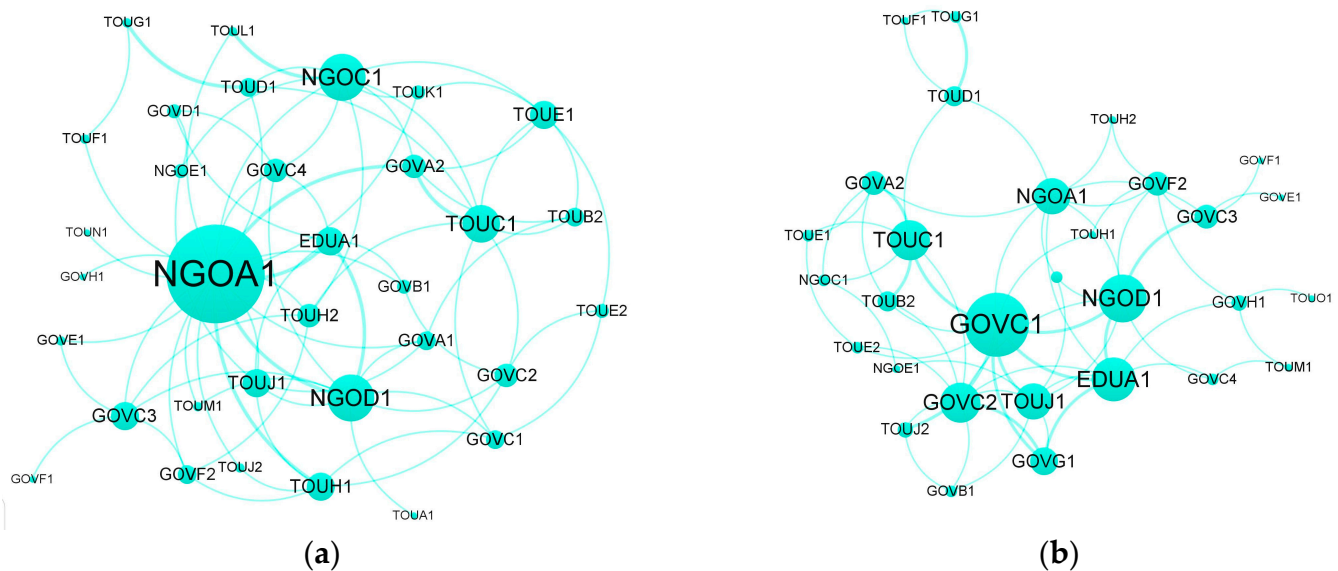 TOUG1
TOUL1
NGOC1
TOUD1
TOUK1
GOVD1
TOUE1
TOUF1
NGOE1
GOVC4
GOVA2
TOUC1
TOUB2
TOUN1
EDUA1
NGOA1
GOVH1
GOVB1
TOUH2
TOUE2
GOVE1
GOVA1
TOUJ1
GOVC2
NGOD1
TOUM1
GOVC3
GOVC1
GOVF2
TOUJ2
GOVF1
TOUH1
TOUA1
(a)
TOUF1
TOUG1
TOUD1
TOUH2
GOVF1
GOVA2
NGOA1
GOVF2
GOVE1
GOVC3
TOUE1
TOUC1
TOUH1
NGOC1
TOUB2
NGOD1
GOVH1
TOUO1
GOVC1
TOUE2
NGOE1
TOUM1
EDUA1
GOVC4
GOVC2
TOUJ1
TOUJ2
GOVG1
GOVB1
(b)